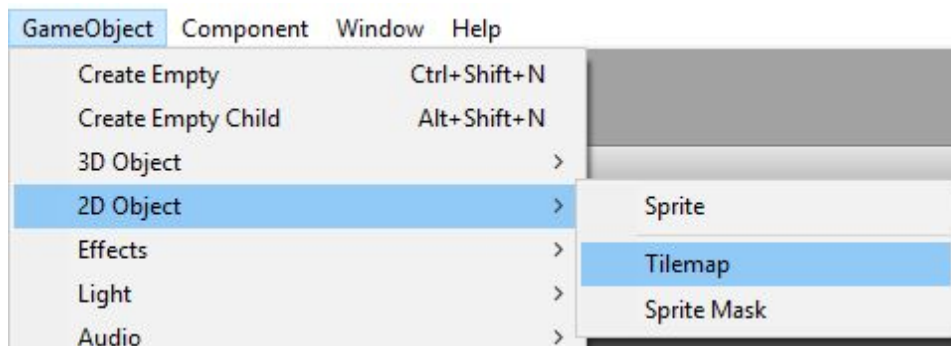 GameObject Component Window Help
Create Empty Ctrl+Shift+N
Create Empty Child Alt+Shift+N
3D Object >
2D Object >
Sprite
Effects >
Tilemap
Light >
Sprite Mask
Audio >